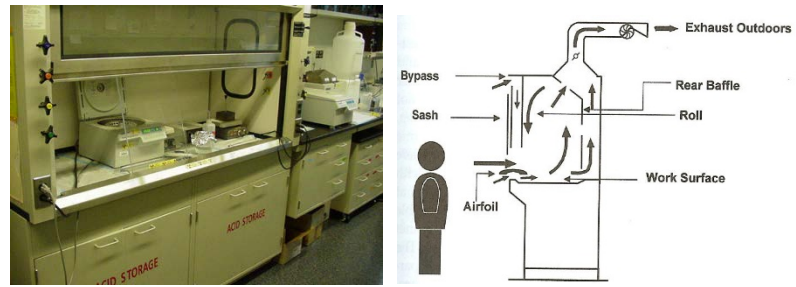 ACID STORAGE
ACID STORAGE
Exhaust Outdoors
Bypass
Rear Baffle
Sash
Roll
Work Surface
Airfoil